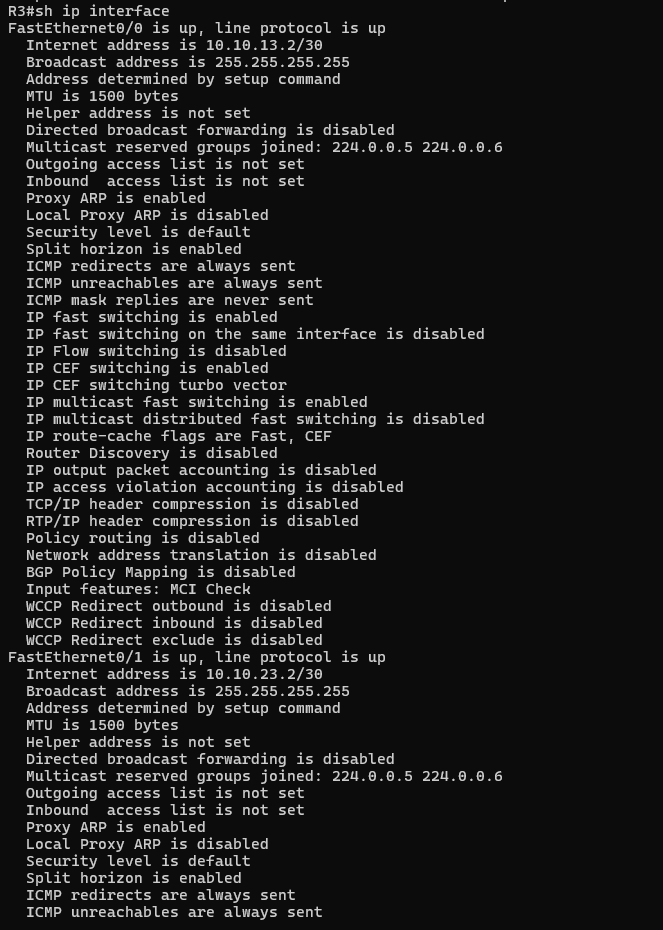 R3#sh ip interface
FastEthernet0/0 is up, line protocol is up
  Internet address is 10.10.13.2/30
  Broadcast address is 255.255.255.255
  Address determined by setup command
  MTU is 1500 bytes
  Helper address is not set
  Directed broadcast forwarding is disabled
  Multicast reserved groups joined: 224.0.0.5 224.0.0.6
  Outgoing access list is not set
  Inbound  access list is not set
  Proxy ARP is enabled
  Local Proxy ARP is disabled
  Security level is default
  Split horizon is enabled
  ICMP redirects are always sent
  ICMP unreachables are always sent
  ICMP mask replies are never sent
  IP fast switching is enabled
  IP fast switching on the same interface is disabled
  IP Flow switching is disabled
  IP CEF switching is enabled
  IP CEF switching turbo vector
  IP multicast fast switching is enabled
  IP multicast distributed fast switching is disabled
  IP route-cache flags are Fast, CEF
  Router Discovery is disabled
  IP output packet accounting is disabled
  IP access violation accounting is disabled
  TCP/IP header compression is disabled
  RTP/IP header compression is disabled
  Policy routing is disabled
  Network address translation is disabled
  BGP Policy Mapping is disabled
  Input features: MCI Check
  WCCP Redirect outbound is disabled
  WCCP Redirect inbound is disabled
  WCCP Redirect exclude is disabled
FastEthernet0/1 is up, line protocol is up
  Internet address is 10.10.23.2/30
  Broadcast address is 255.255.255.255
  Address determined by setup command
  MTU is 1500 bytes
  Helper address is not set
  Directed broadcast forwarding is disabled
  Multicast reserved groups joined: 224.0.0.5 224.0.0.6
  Outgoing access list is not set
  Inbound  access list is not set
  Proxy ARP is enabled
  Local Proxy ARP is disabled
  Security level is default
  Split horizon is enabled
  ICMP redirects are always sent
  ICMP unreachables are always sent